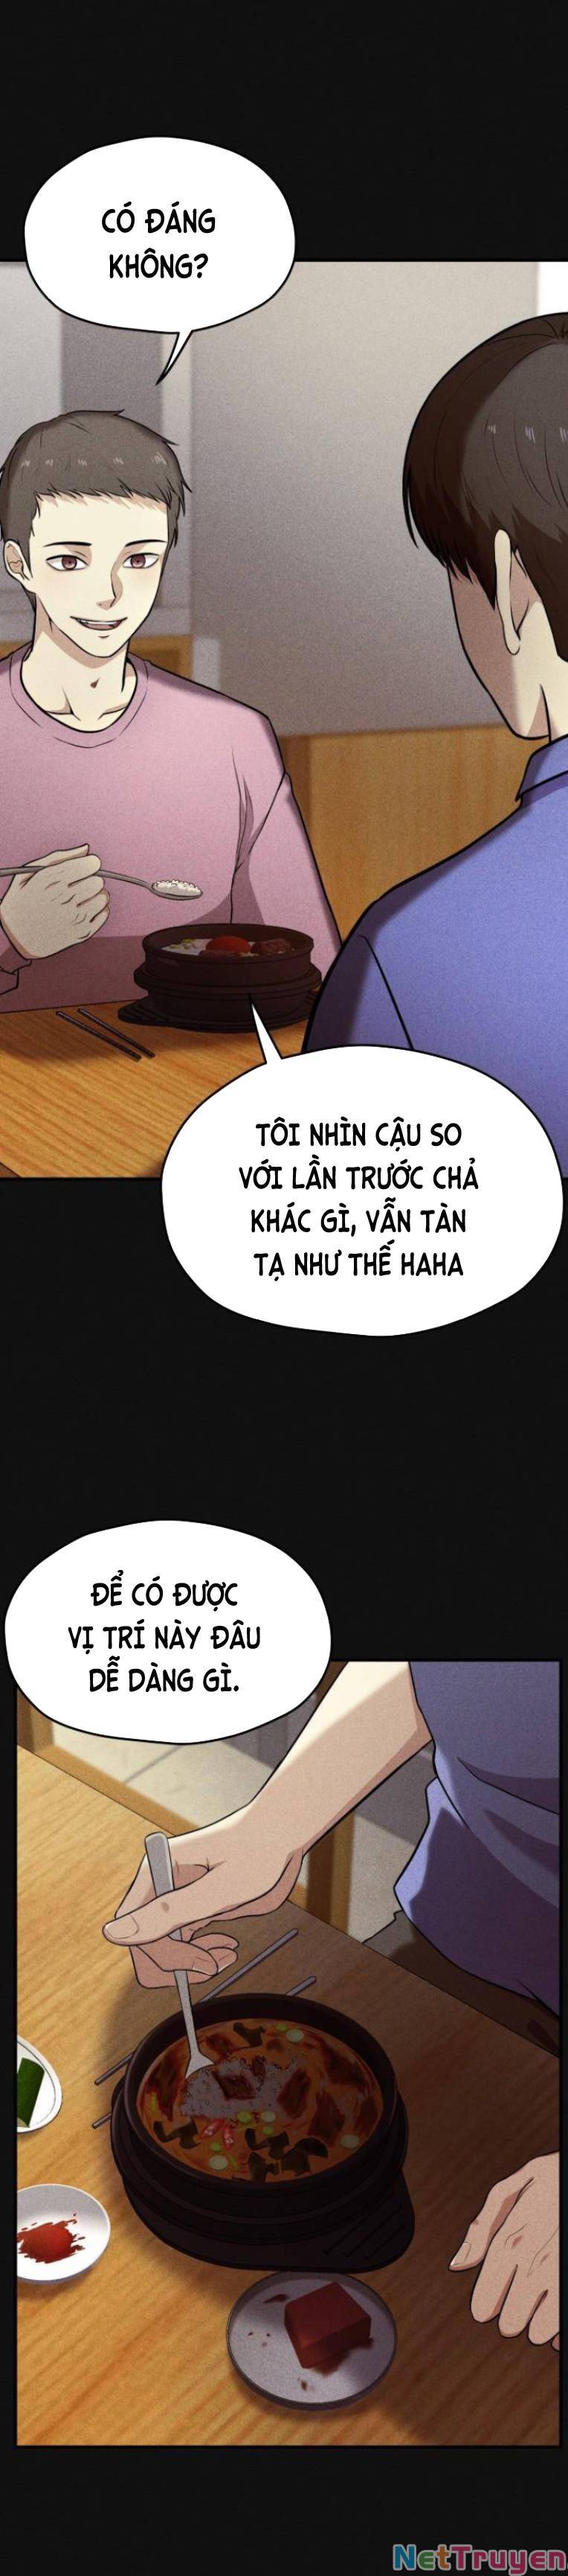 CÓ ĐÁNG
KHÔNG?
TÔI NHÌN CẬU SO
VỚI LẦN TRƯỚC CHẢ
KHÁC GÌ, VẪN TÀN
TẠ NHƯ THẾ HAHA
ĐỂ CÓ ĐƯỢC
VỊ TRÍ NÀY ĐÂU
DỄ DÀNG GÌ.
NetTruyen